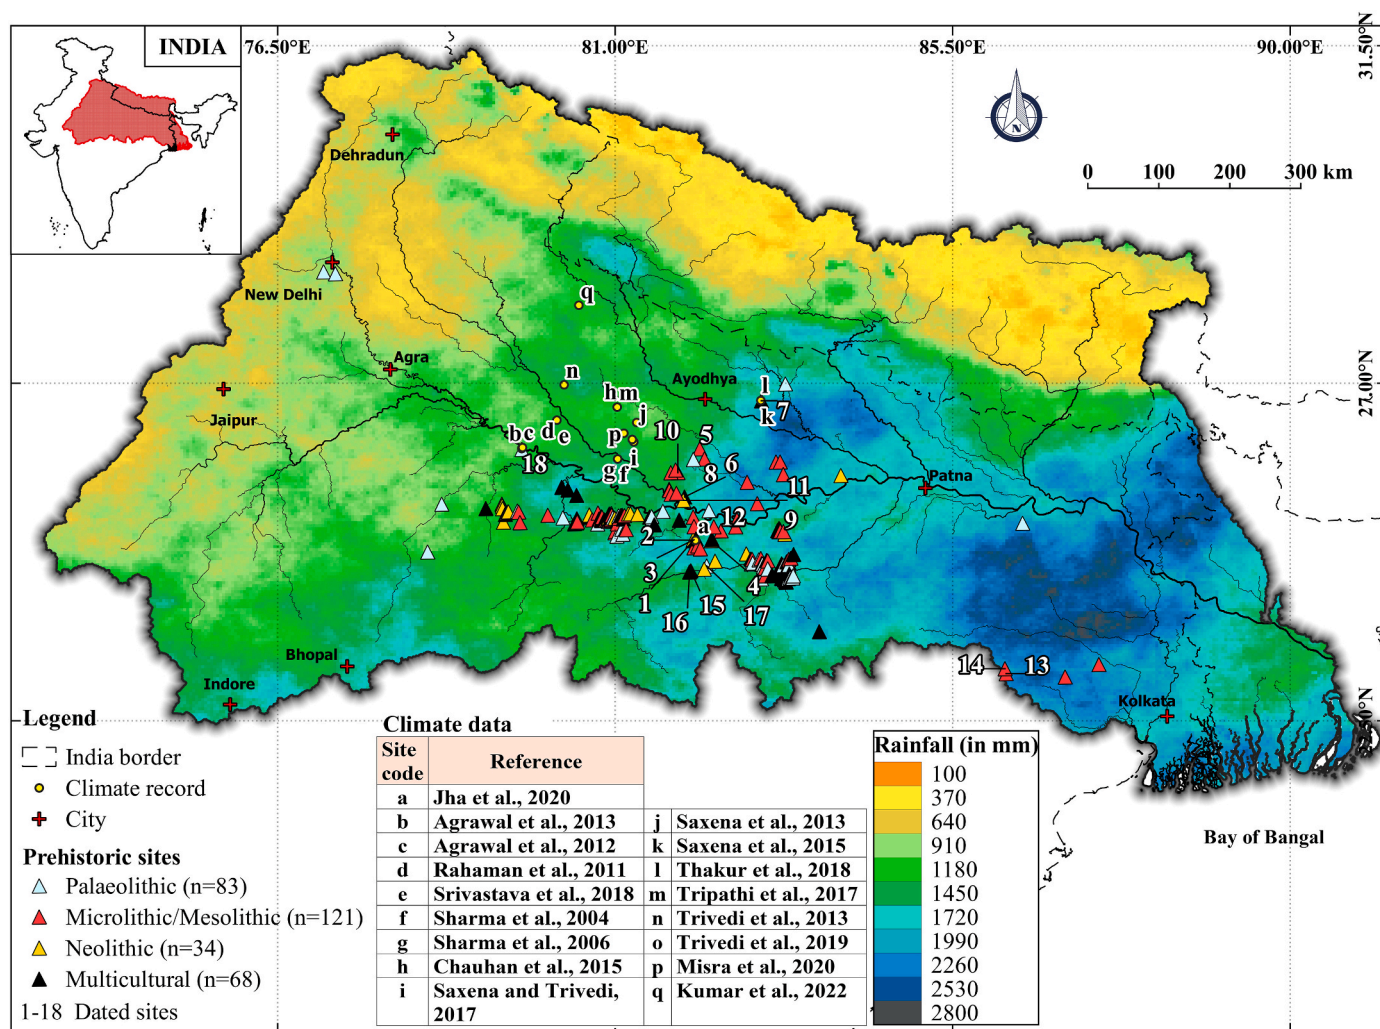 INDIA
76.50°E
81.00°E
85.50°E
90.00°E
31.50°N
N
0 100 200 300 km
Dehradun
New Delhi
q
Agra
n
Ayodhya
l
27.00°N
h m
Jaipur
k 7
j
d e
10 5
b c
p
i
18
g f
8 6
Patna
11
12 9
2 a
3 4
1 15 17
16
Bhopal
14 13
Indore
Kolkata
Bay of Bangal
Legend
India border
Climate record
City
Prehistoric sites
Palaeolithic (n=83)
Microlithic/Mesolithic (n=121)
Neolithic (n=34)
Multicultural (n=68)
1-18 Dated sites
Climate data
Site code Reference
a Jha et al., 2020
b Agrawal et al., 2013 j Saxena et al., 2013
c Agrawal et al., 2012 k Saxena et al., 2015
d Rahaman et al., 2011 l Thakur et al., 2018
e Srivastava et al., 2018 m Tripathi et al., 2017
f Sharma et al., 2004 n Trivedi et al., 2013
g Sharma et al., 2006 o Trivedi et al., 2019
h Chauhan et al., 2015 p Misra et al., 2020
i Saxena and Trivedi, 2017 q Kumar et al., 2022
Rainfall (in mm)
100
370
640
910
1180
1450
1720
1990
2260
2530
2800